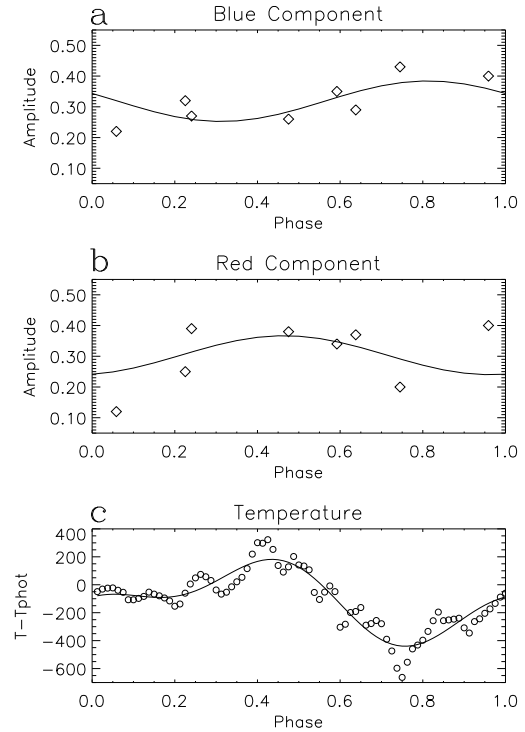 a
Blue Component
0.50
0.40
0.30
0.20
0.10
Amplitude
0.0 0.2 0.4 0.6 0.8 1.0
Phase
b
Red Component
0.50
0.40
0.30
0.20
0.10
Amplitude
0.0 0.2 0.4 0.6 0.8 1.0
Phase
c
Temperature
400
200
0
-200
-400
-600
T-Tphot
0.0 0.2 0.4 0.6 0.8 1.0
Phase